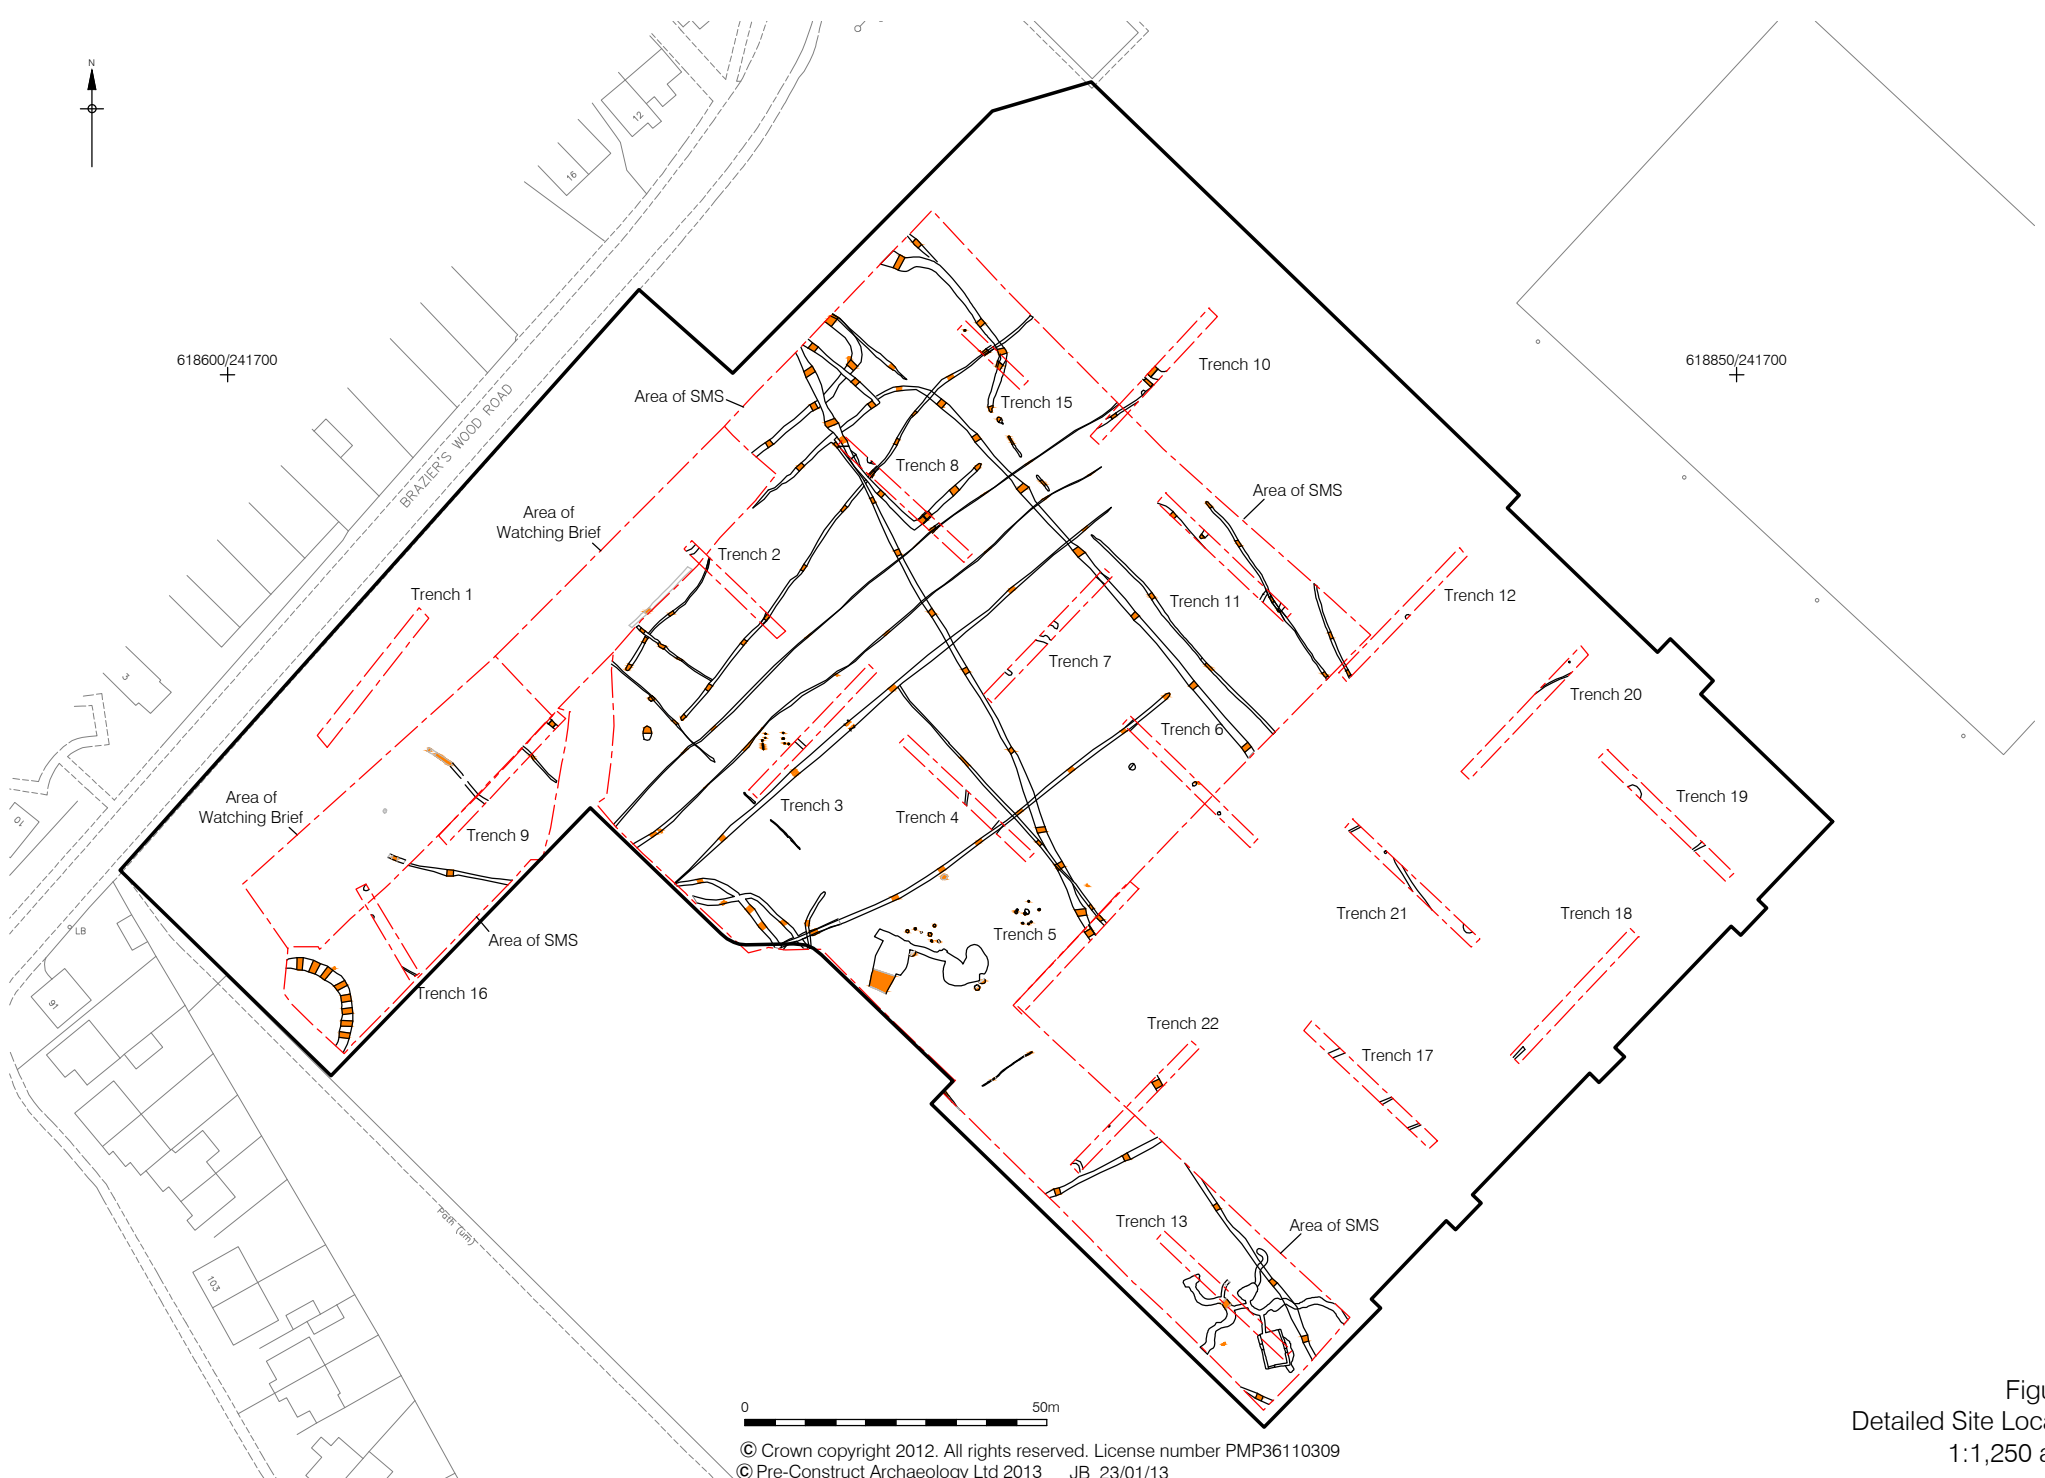 N
12
16
618600/241700
618850/241700
BRAZIER'S WOOD ROAD
Area of SMS
Trench 10
Trench 15
Trench 8
Area of SMS
Area of
Watching Brief
Trench 2
Trench 1
Trench 11
Trench 12
Trench 7
3
Trench 20
Trench 6
Area of
Watching Brief
Trench 3
Trench 4
Trench 19
10
Trench 9
Trench 21
Trench 18
LB
Area of SMS
Trench 5
91
Trench 16
Trench 22
Trench 17
Path (um)
Trench 13
Area of SMS
103
0 50m
© Crown copyright 2012. All rights reserved. License number PMP36110309
© Pre-Construct Archaeology Ltd 2013 JB 23/01/13
Figu
Detailed Site Loca
1:1,250 a